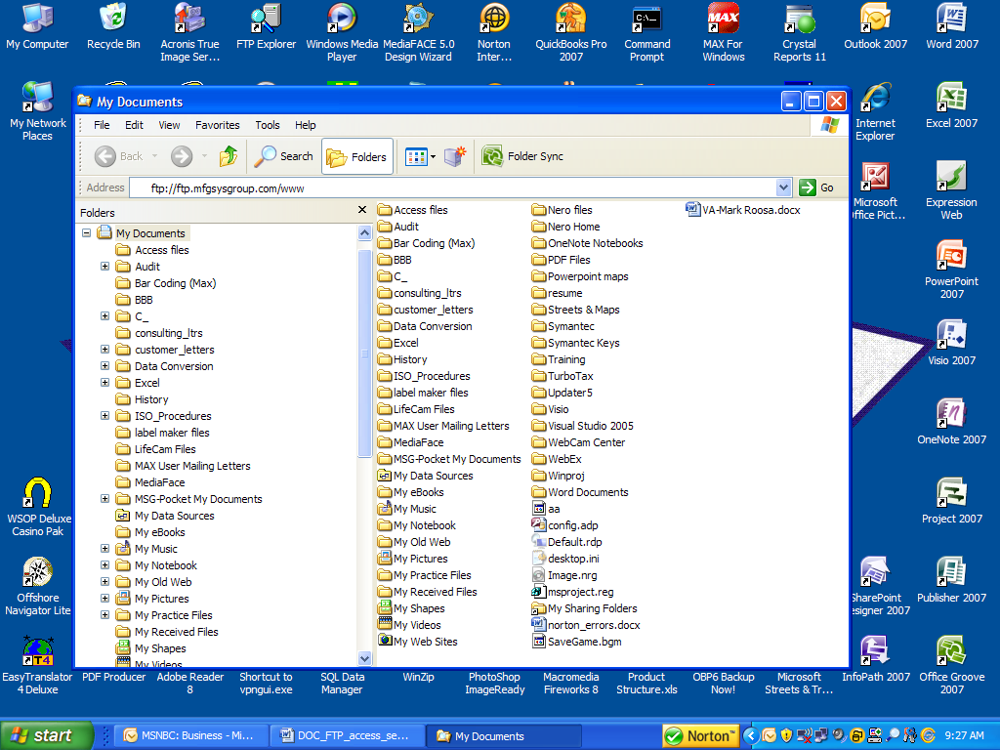 My Computer
Recycle Bin
Acronis True
Image Ser...
FTP Explorer
Windows Media
Player
MediaFACE 5.0
Design Wizard
Norton
Inter...
QuickBooks Pro
2007
Command
Prompt
MAX
MAX For
Windows
Crystal
Reports 11
Outlook 2007
Word 2007
My Network
Places
Internet
Explorer
Excel 2007
Microsoft
Office Pict...
Expression
Web
PowerPoint
2007
Visio 2007
OneNote 2007
WSOP Deluxe
Casino Pak
Project 2007
Offshore
Navigator Lite
SharePoint
Designer 2007
Publisher 2007
My Documents
File Edit View Favorites Tools Help
Back Search Folders Folder Sync
Address ftp://ftp.mfgsysgroup.com/www Go
Folders
My Documents
Access files
Audit
Bar Coding (Max)
BBB
C_
consulting_ltrs
customer_letters
Data Conversion
Excel
History
ISO_Procedures
label maker files
LifeCam Files
MAX User Mailing Letters
MediaFace
MSG-Pocket My Documents
My Data Sources
My eBooks
My Music
My Notebook
My Old Web
My Pictures
My Practice Files
My Received Files
My Shapes
My Videos
Access files
Audit
Bar Coding (Max)
BBB
C_
consulting_ltrs
customer_letters
Data Conversion
Excel
History
ISO_Procedures
label maker files
LifeCam Files
MAX User Mailing Letters
MediaFace
MSG-Pocket My Documents
My Data Sources
My eBooks
My Music
My Notebook
My Old Web
My Pictures
My Practice Files
My Received Files
My Shapes
My Videos
My Web Sites
Nero files
Nero Home
OneNote Notebooks
PDF Files
Powerpoint maps
resume
Streets & Maps
Symantec
Symantec Keys
Training
TurboTax
Updater5
Visio
Visual Studio 2005
WebCam Center
WebEx
Winproj
Word Documents
aa
config.adp
Default.rdp
desktop.ini
Image.nrg
msproject.reg
My Sharing Folders
norton_errors.docx
SaveGame.bgm
VA-Mark Roosa.docx
T4
EasyTranslator
4 Deluxe
PDF Producer
Adobe Reader
8
Shortcut to
vpngui.exe
SQL Data
Manager
WinZip
PhotoShop
ImageReady
Macromedia
Fireworks 8
Product
Structure.xls
OBP6 Backup
Now!
Microsoft
Streets & Tr...
InfoPath 2007
Office Groove
2007
start
MSNBC: Business - Mi...
DOC_FTP_access_se...
My Documents
Norton™
9:27 AM